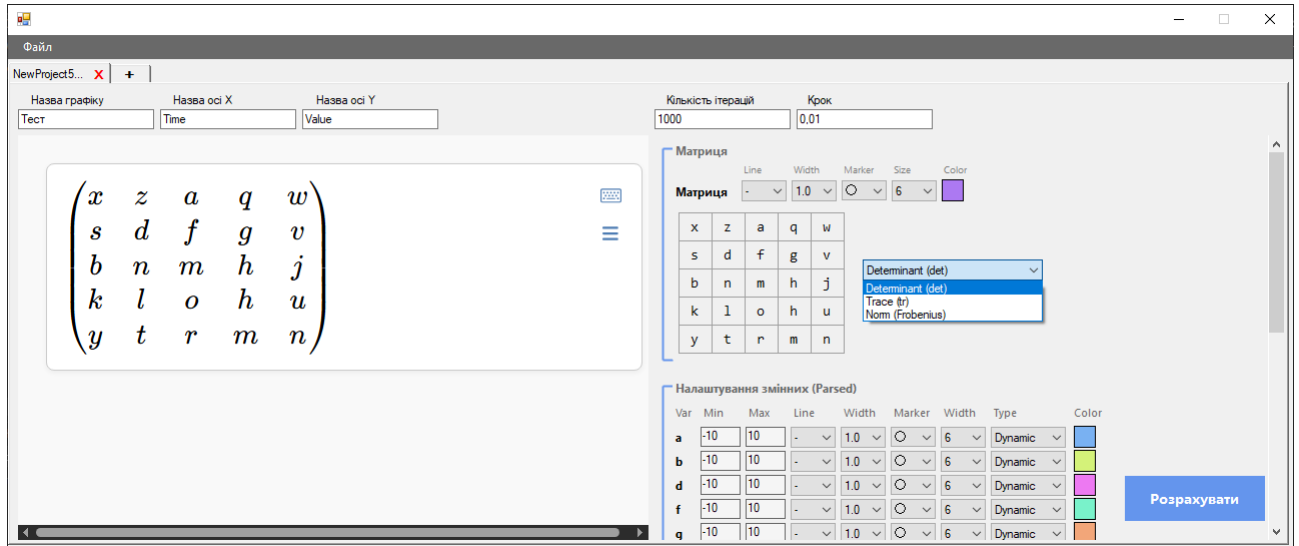 Файл
NewProject5... X +
Назва графіку Назва осі X Назва осі Y Кількість ітерацій Крок
Тест Time Value 1000 0,01
x z a q w
s d f g v
b n m h j
k l o h u
y t r m n
Матриця
Line Width Marker Size Color
Матриця - 1.0 6
x z a q w
s d f g v
b n m h j
k l o h u
y t r m n
Determinant (det)
Determinant (det)
Trace (tr)
Norm (Frobenius)
Налаштування змінних (Parsed)
Var Min Max Line Width Marker Width Type Color
a -10 10 - 1.0 6 Dynamic
b -10 10 - 1.0 6 Dynamic
d -10 10 - 1.0 6 Dynamic
f -10 10 - 1.0 6 Dynamic
g -10 10 - 1.0 6 Dynamic
Розрахувати